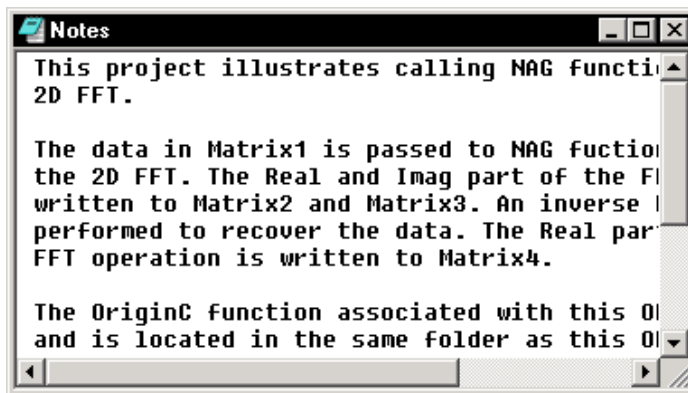 Notes
This project illustrates calling NAG functi
2D FFT.
The data in Matrix1 is passed to NAG fuction
the 2D FFT. The Real and Imag part of the F
written to Matrix2 and Matrix3. An inverse
performed to recover the data. The Real par
FFT operation is written to Matrix4.
The OriginC function associated with this O
and is located in the same folder as this O